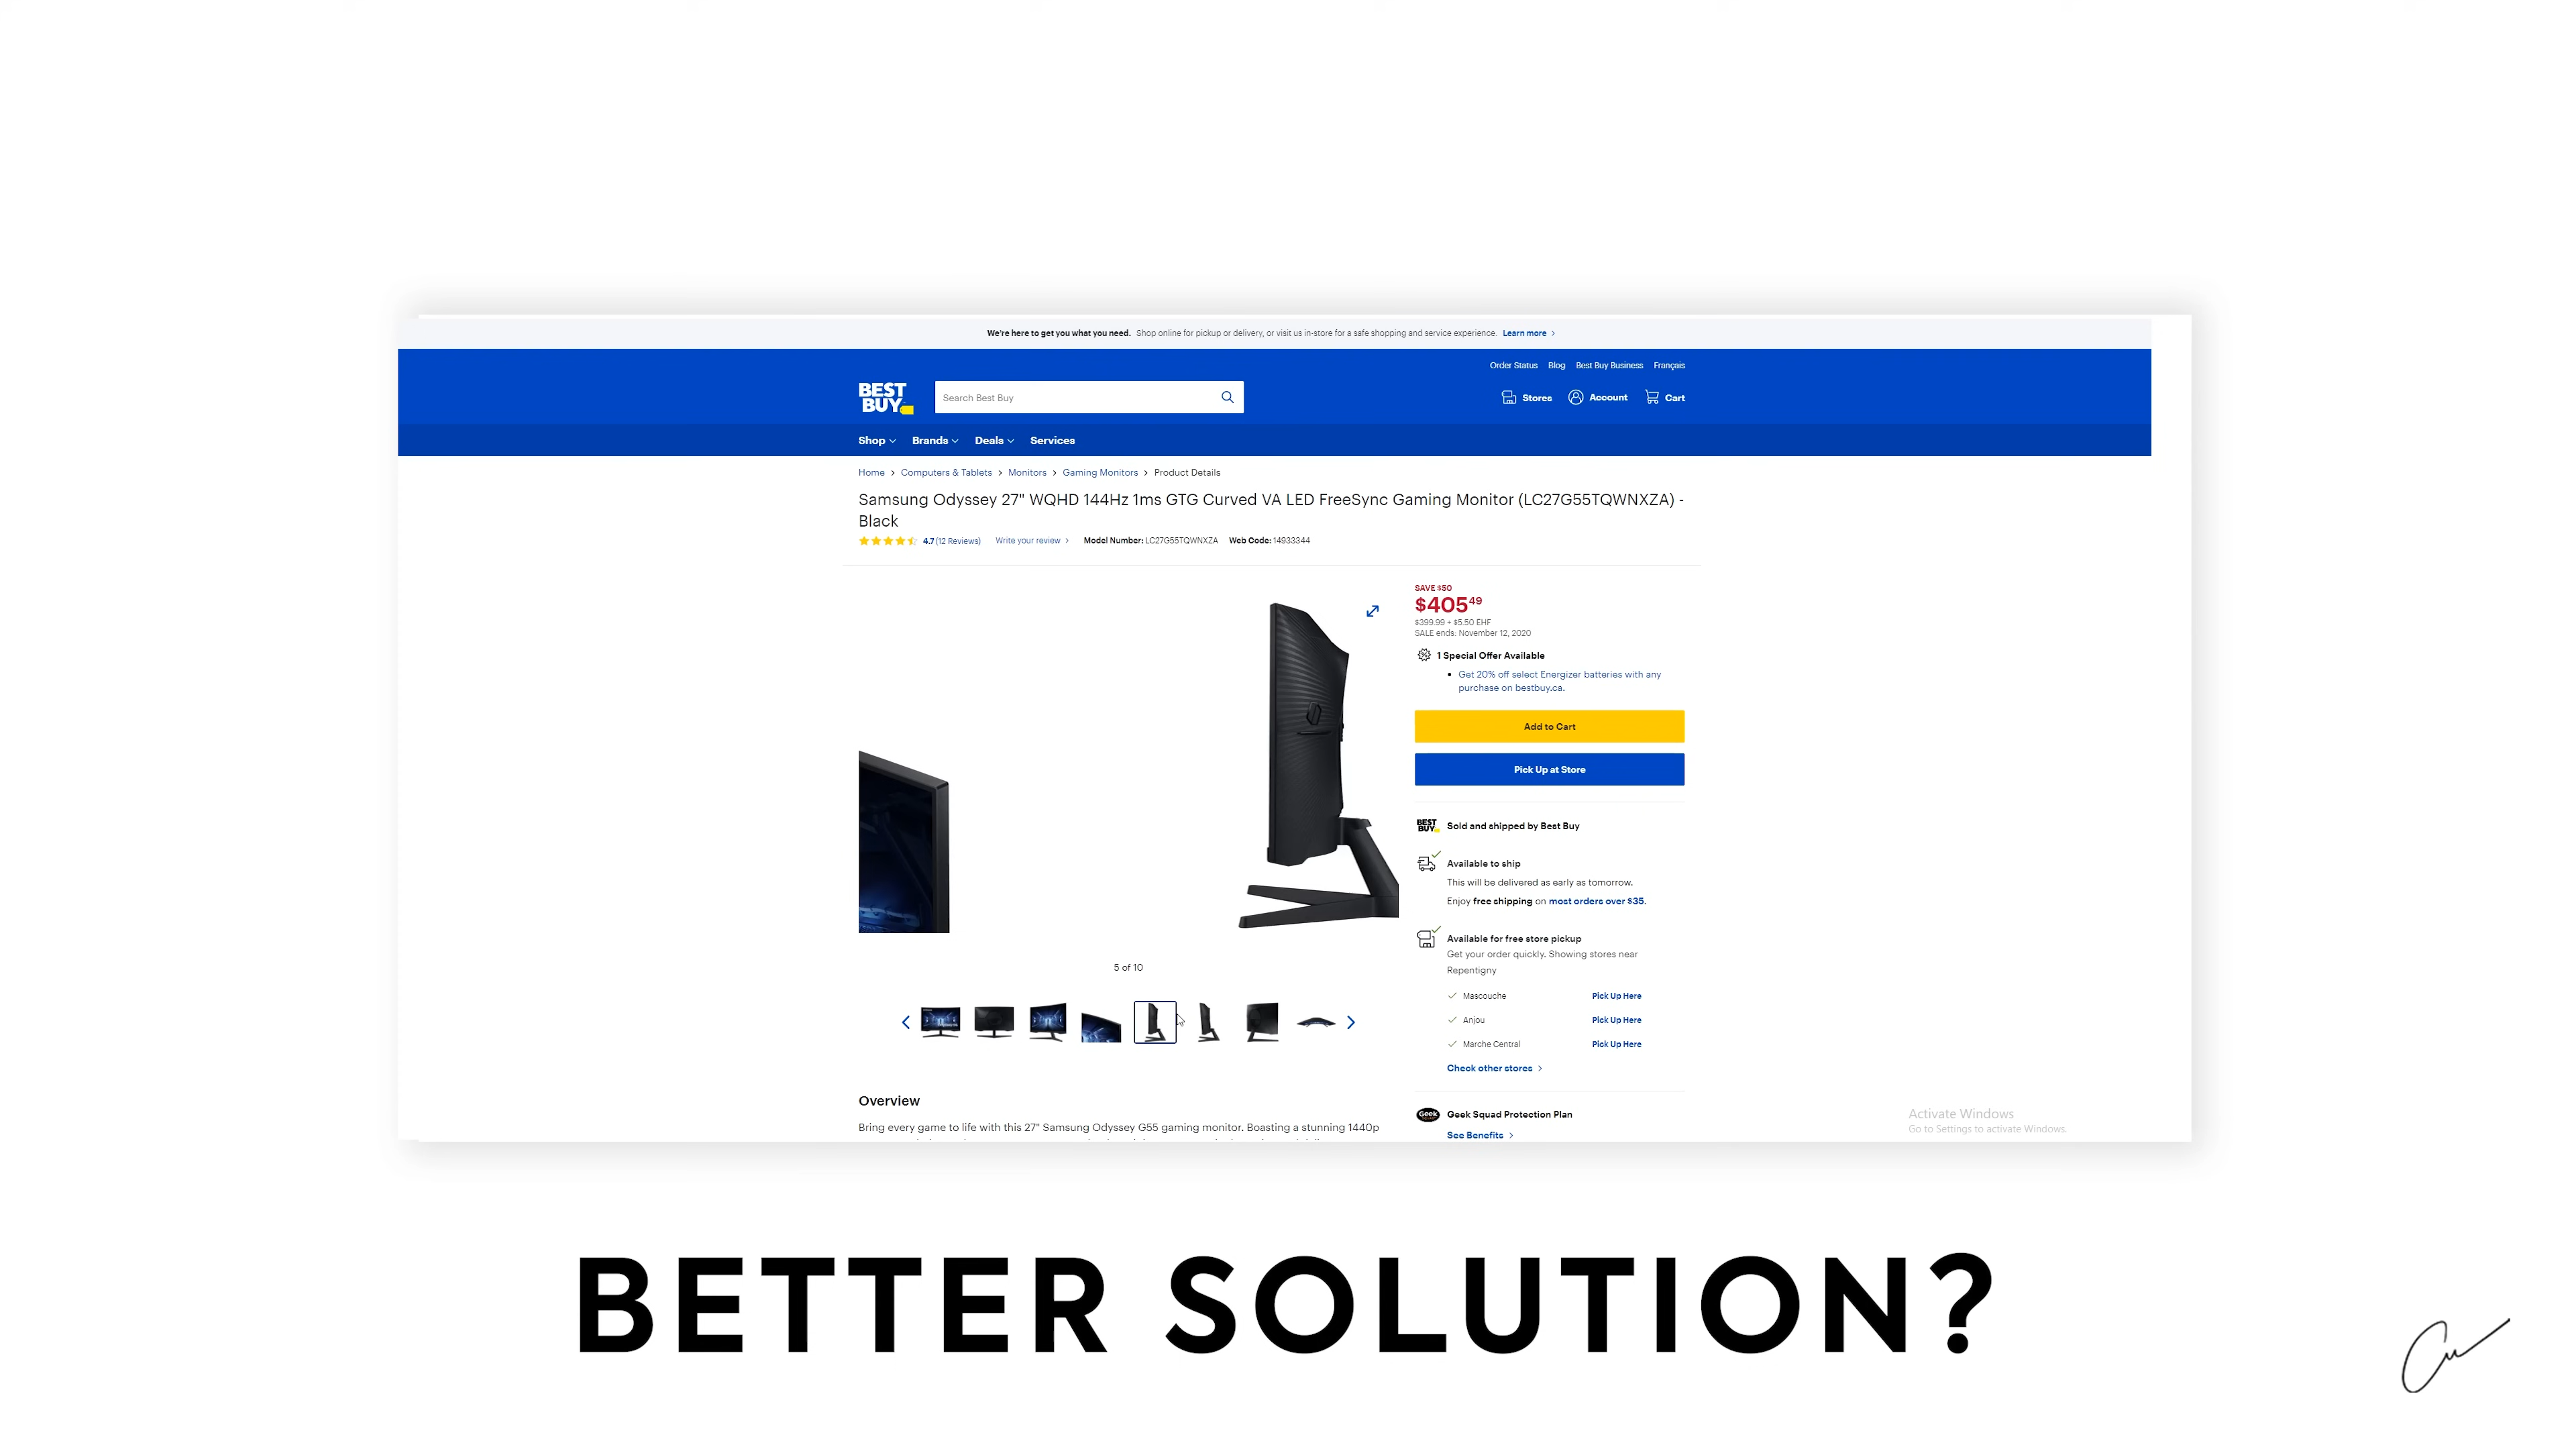 We're here to get you what you need. Shop online for pickup or delivery, or visit us in-store for a safe shopping and service experience. Learn more
Order Status Blog Best Buy Business Français
BEST BUY
Search Best Buy
Stores Account Cart
Shop Brands Deals Services
Home > Computers & Tablets > Monitors > Gaming Monitors > Product Details
Samsung Odyssey 27" WQHD 144Hz 1ms GTG Curved VA LED FreeSync Gaming Monitor (LC27G55TQWNXZA) -
Black
4.7 (12 Reviews) Write your review Model Number: LC27G55TQWNXZA Web Code: 14933344
SAVE $50
$405 49
$399.99 + $5.50 EHF
SALE ends: November 12, 2020
1 Special Offer Available
• Get 20% off select Energizer batteries with any
purchase on bestbuy.ca.
Add to Cart
Pick Up at Store
BEST BUY Sold and shipped by Best Buy
Available to ship
This will be delivered as early as tomorrow.
Enjoy free shipping on most orders over $35.
Available for free store pickup
Get your order quickly. Showing stores near
Repentigny
Mascouche Pick Up Here
Anjou Pick Up Here
Marche Central Pick Up Here
Check other stores
Geek Geek Squad Protection Plan
See Benefits
5 of 10
Overview
Bring every game to life with this 27" Samsung Odyssey G55 gaming monitor. Boasting a stunning 1440p
Activate Windows
Go to Settings to activate Windows.
BETTER SOLUTION?